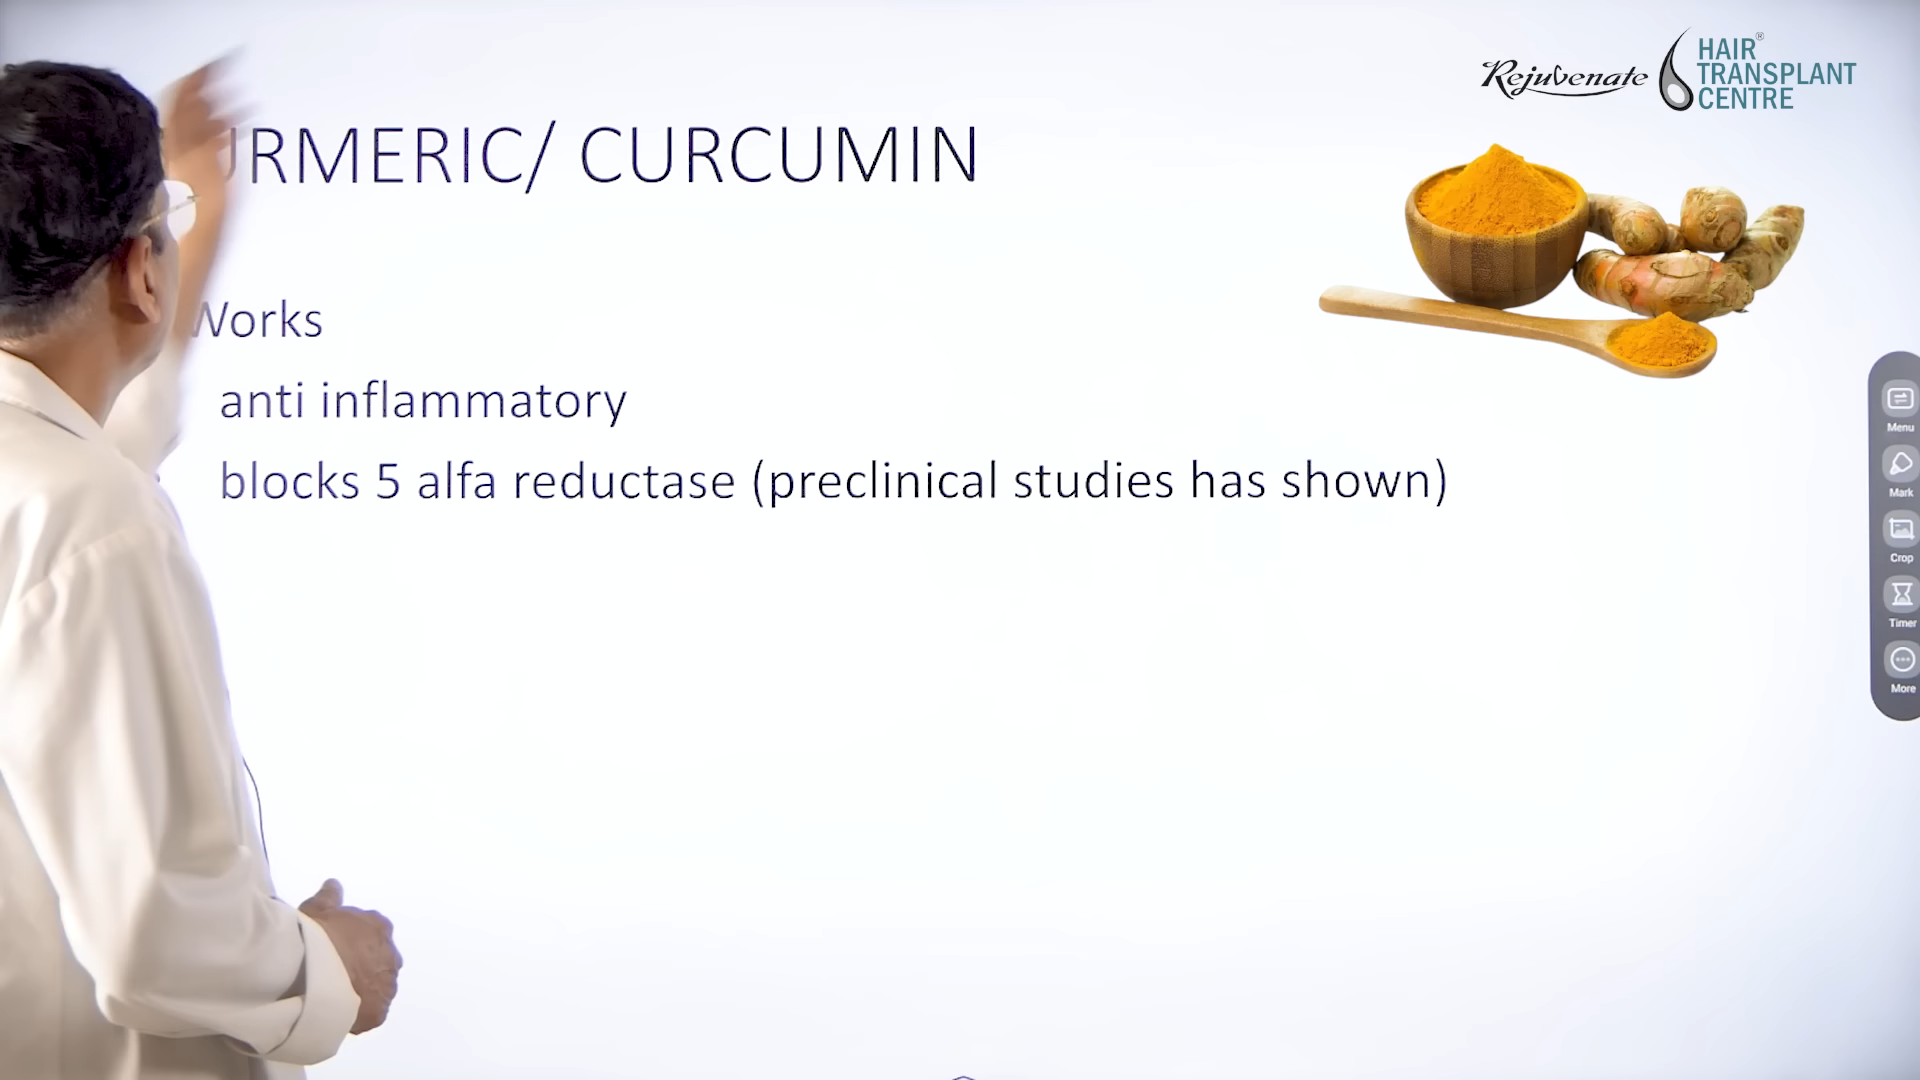 Rejuvenate
HAIR®
TRANSPLANT
CENTRE
URMERIC/ CURCUMIN
Works
anti inflammatory
blocks 5 alfa reductase (preclinical studies has shown)
Menu
Mark
Crop
Timer
More